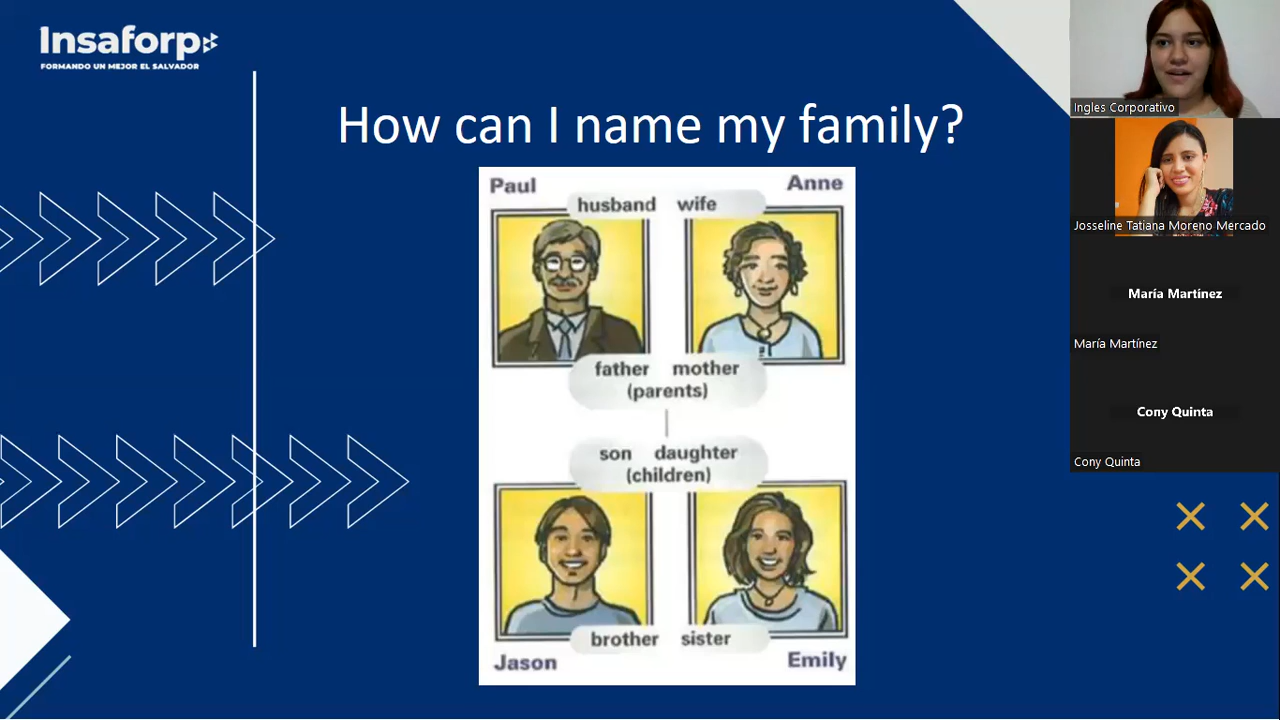 Insaforp
FORMANDO UN MEJOR EL SALVADOR
How can I name my family?
Paul
Anne
husband wife
father mother
(parents)
son daughter
(children)
brother sister
Jason
Emily
Ingles Corporativo
Josseline Tatiana Moreno Mercado
María Martínez
María Martínez
Cony Quinta
Cony Quinta